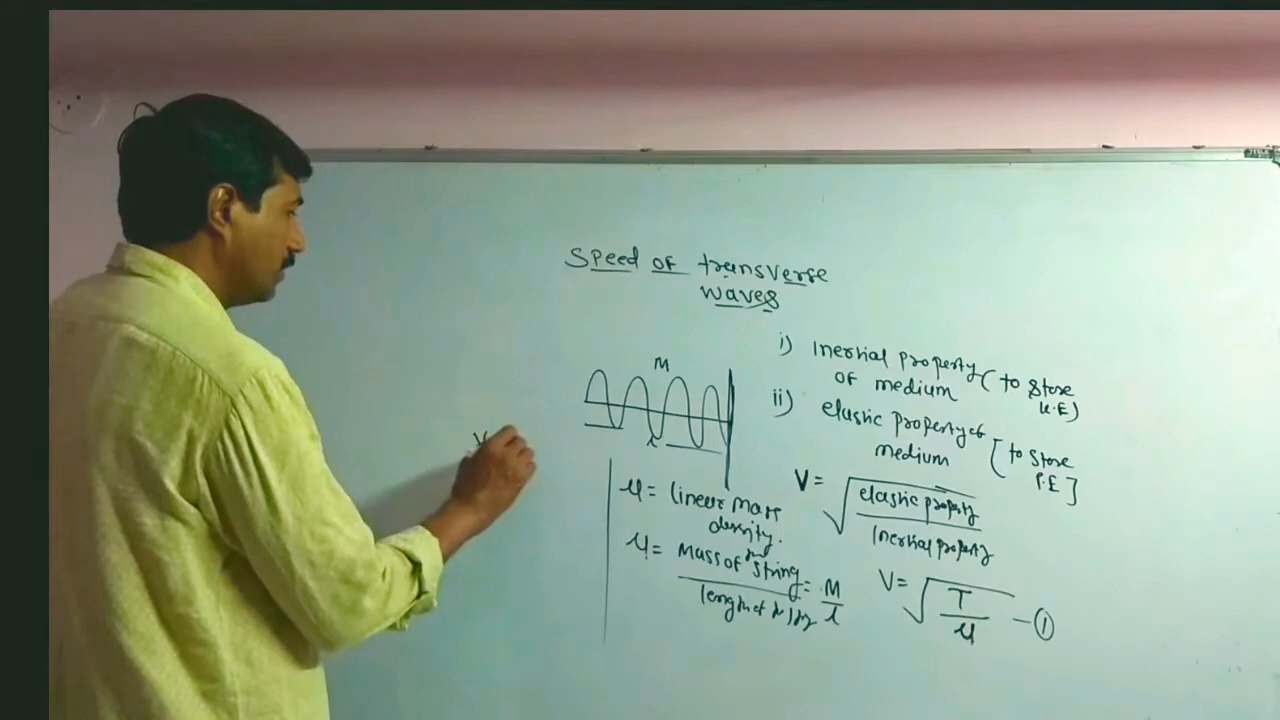 Speed of transverse
waves
M
l
i) Inertial property
of medium (to store
K.E)
ii) elastic property of
medium [to store
P.E]
V = √ elastic property
Inertial property
V = √ T
μ
— ①
μ = linear mass
density.
μ = Mass of string = M
length of l
V